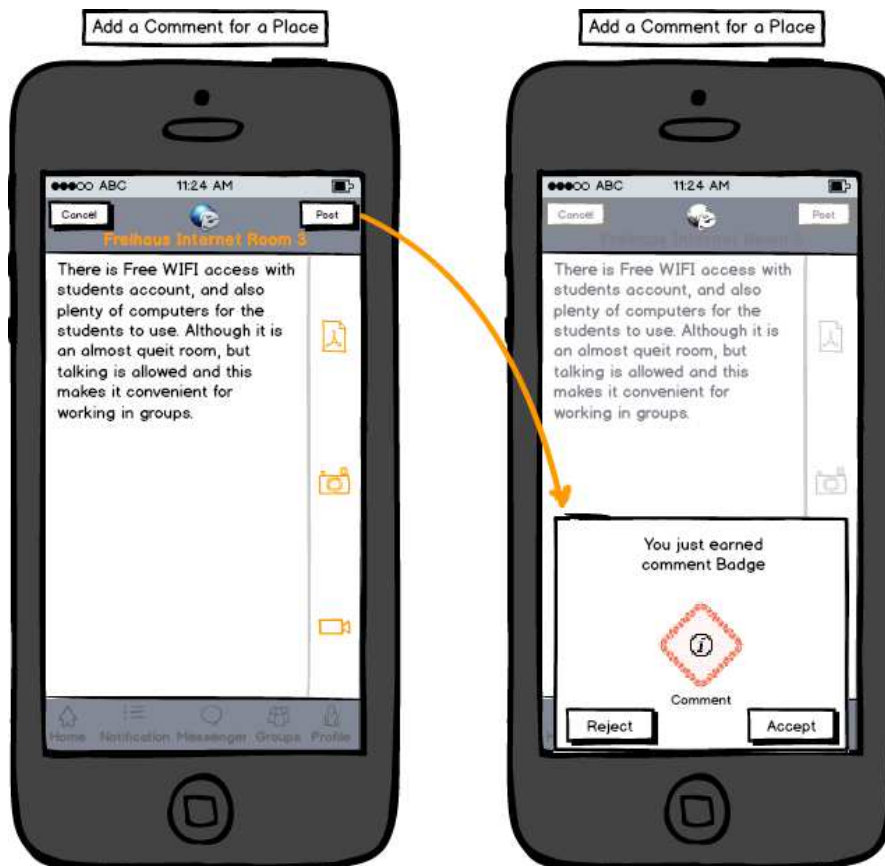 Add a Comment for a Place
ABC 11:24 AM
Cancel
Post
Freihaus Internet Room 3
There is Free WIFI access with
students account, and also
plenty of computers for the
students to use. Although it is
an almost queit room, but
talking is allowed and this
makes it convenient for
working in groups.
Home Notification Messenger Groups Profile
Add a Comment for a Place
ABC 11:24 AM
Cancel
Post
Freihaus Internet Room 3
There is Free WIFI access with
students account, and also
plenty of computers for the
students to use. Although it is
an almost queit room, but
talking is allowed and this
makes it convenient for
working in groups.
You just earned
comment Badge
Comment
Reject
Accept